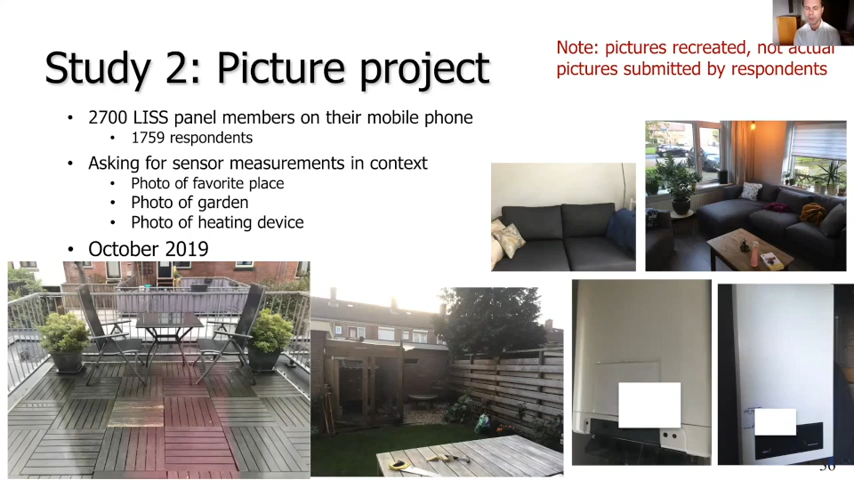 Study 2: Picture project
Note: pictures recreated, not actual
pictures submitted by respondents
• 2700 LISS panel members on their mobile phone
• 1759 respondents
• Asking for sensor measurements in context
• Photo of favorite place
• Photo of garden
• Photo of heating device
• October 2019